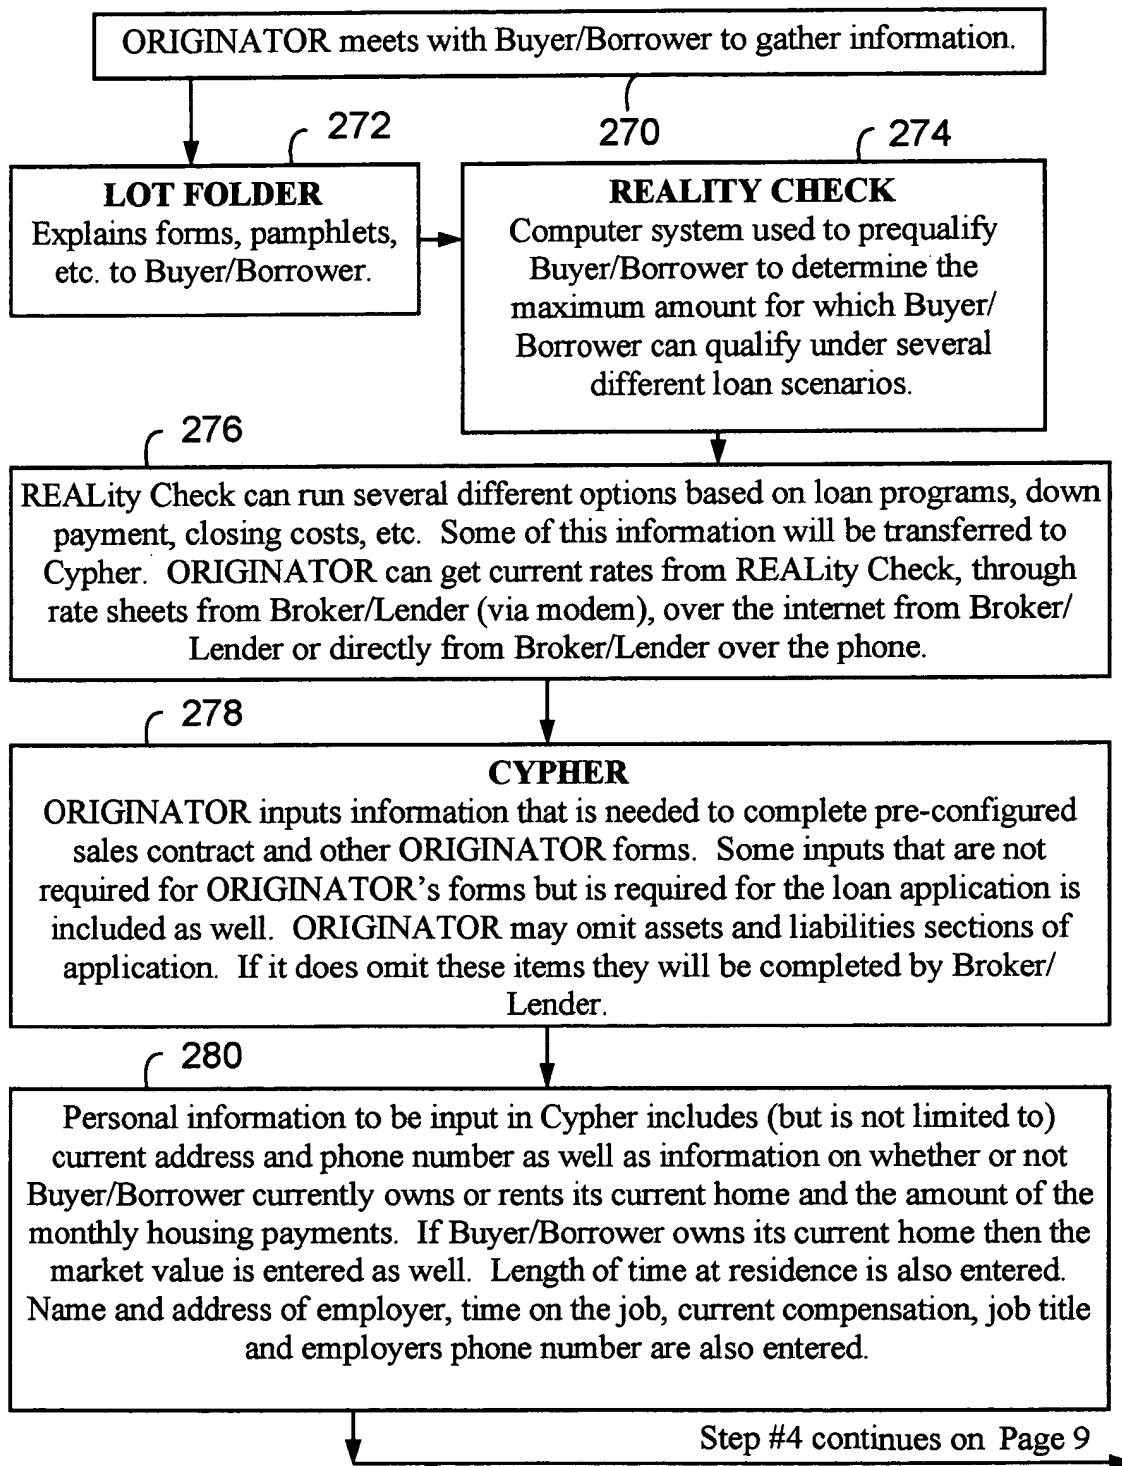 ORIGINATOR meets with Buyer/Borrower to gather information.
270
272
LOT FOLDER
Explains forms, pamphlets,
etc. to Buyer/Borrower.
274
REALITY CHECK
Computer system used to prequalify
Buyer/Borrower to determine the
maximum amount for which Buyer/
Borrower can qualify under several
different loan scenarios.
276
REALity Check can run several different options based on loan programs, down
payment, closing costs, etc. Some of this information will be transferred to
Cypher. ORIGINATOR can get current rates from REALity Check, through
rate sheets from Broker/Lender (via modem), over the internet from Broker/
Lender or directly from Broker/Lender over the phone.
278
CYPHER
ORIGINATOR inputs information that is needed to complete pre-configured
sales contract and other ORIGINATOR forms. Some inputs that are not
required for ORIGINATOR's forms but is required for the loan application is
included as well. ORIGINATOR may omit assets and liabilities sections of
application. If it does omit these items they will be completed by Broker/
Lender.
280
Personal information to be input in Cypher includes (but is not limited to)
current address and phone number as well as information on whether or not
Buyer/Borrower currently owns or rents its current home and the amount of the
monthly housing payments. If Buyer/Borrower owns its current home then the
market value is entered as well. Length of time at residence is also entered.
Name and address of employer, time on the job, current compensation, job title
and employers phone number are also entered.
Step #4 continues on Page 9